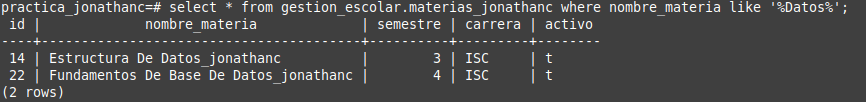 practica_jonathanc=# select * from gestion_escolar.materias_jonathanc where nombre_materia like '%Datos%';
 id |             nombre_materia             | semestre | carrera | activo
----+----------------------------------------+----------+---------+--------
 14 | Estructura De Datos_jonathanc          |        3 | ISC     | t
 22 | Fundamentos De Base De Datos_jonathanc |        4 | ISC     | t
(2 rows)